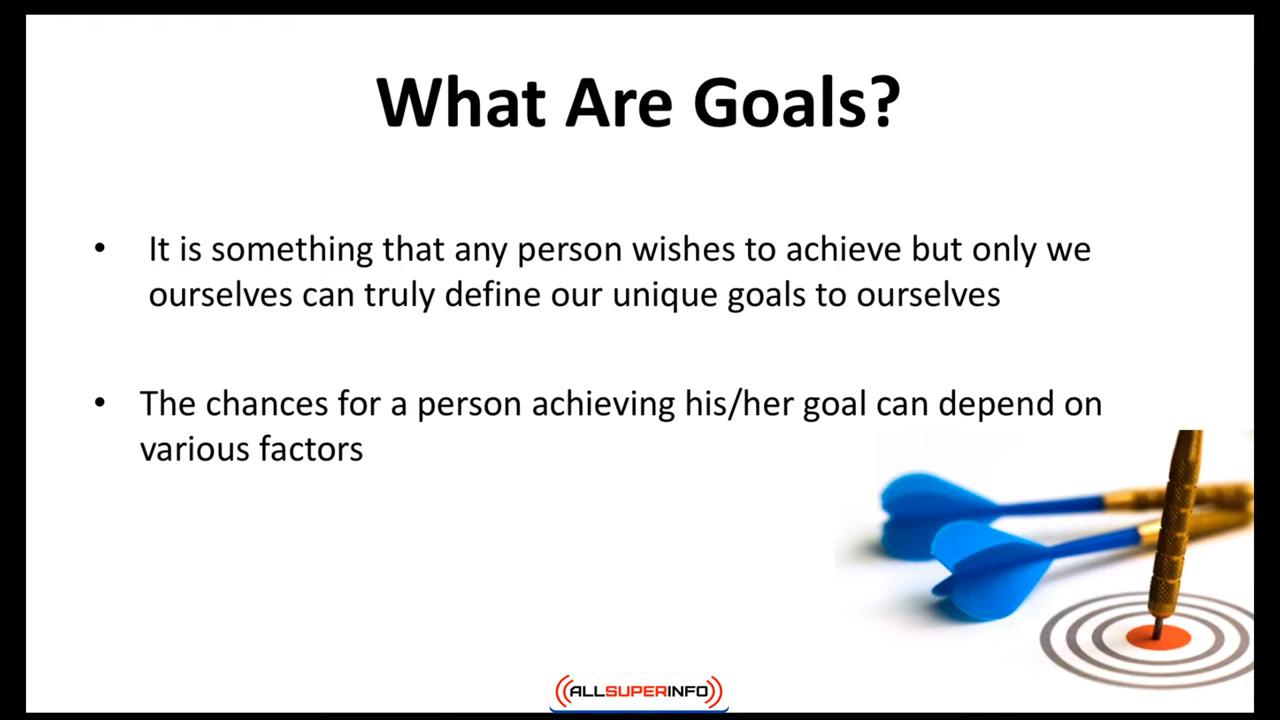 What Are Goals?
• It is something that any person wishes to achieve but only we
ourselves can truly define our unique goals to ourselves
• The chances for a person achieving his/her goal can depend on
various factors
((ALLSUPERINFO))